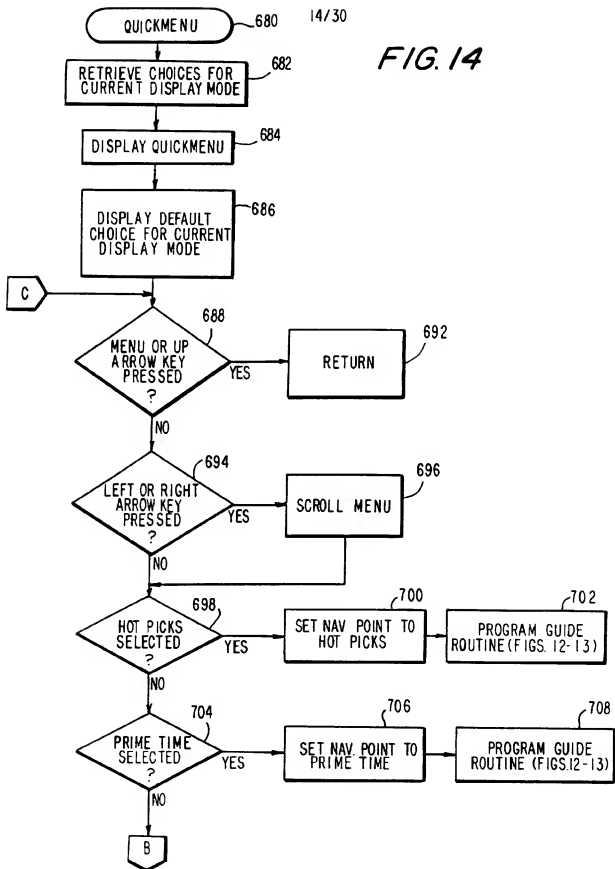 QUICKMENU
680
14/30
FIG. 14
RETRIEVE CHOICES FOR
CURRENT DISPLAY MODE
682
DISPLAY QUICKMENU
684
DISPLAY DEFAULT
CHOICE FOR CURRENT
DISPLAY MODE
686
C
688
MENU OR UP
ARROW KEY
PRESSED
?
YES
RETURN
692
NO
694
LEFT OR RIGHT
ARROW KEY
PRESSED
?
YES
SCROLL MENU
696
NO
698
HOT PICKS
SELECTED
?
YES
SET NAV POINT TO
HOT PICKS
700
PROGRAM GUIDE
ROUTINE (FIGS. 12-13)
702
NO
704
PRIME TIME
SELECTED
?
YES
SET NAV. POINT TO
PRIME TIME
706
PROGRAM GUIDE
ROUTINE (FIGS.12-13)
708
NO
B